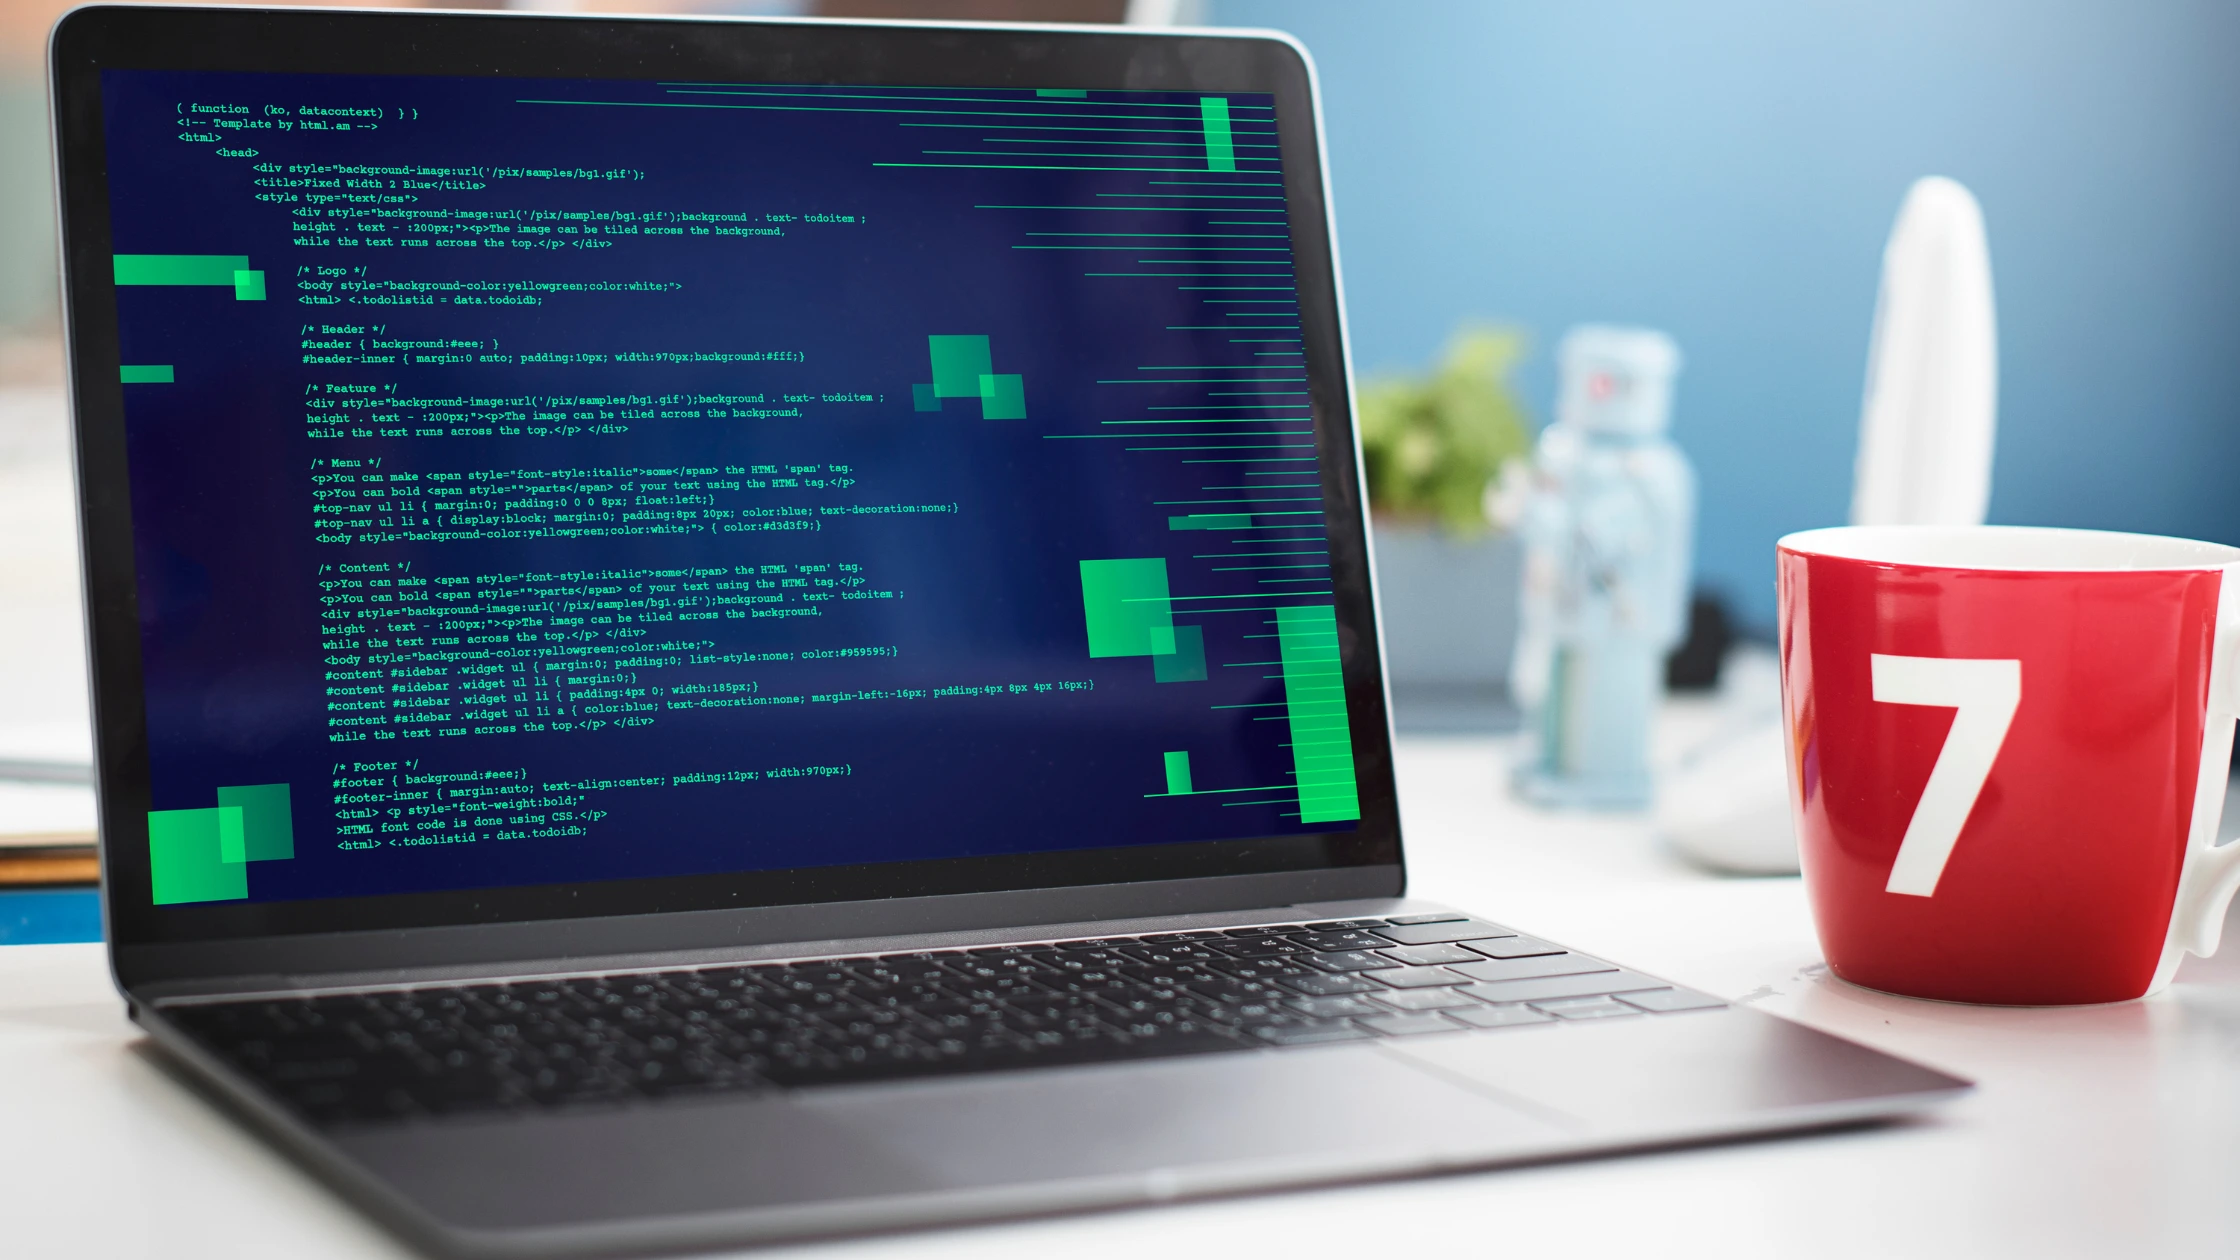 ( function  (ko, datacontext)  } }
<!-- Template by html.am -->
<html>
<head>
<div style="background-image:url('/pix/samples/bg1.gif');
<title>Fixed Width 2 Blue</title>
<style type="text/css">
<div style="background-image:url('/pix/samples/bg1.gif');background . text- todoitem ;
height . text - :200px;"><p>The image can be tiled across the background,
while the text runs across the top.</p> </div>
/* Logo */
<body style="background-color:yellowgreen;color:white;">
<html> <.todolistid = data.todoidb;
/* Header */
#header { background:#eee; }
#header-inner { margin:0 auto; padding:10px; width:970px;background:#fff;}
/* Feature */
<div style="background-image:url('/pix/samples/bg1.gif');background . text- todoitem ;
height . text - :200px;"><p>The image can be tiled across the background,
while the text runs across the top.</p> </div>
/* Menu */
<p>You can make <span style="font-style:italic">some</span> the HTML 'span' tag.
<p>You can bold <span style="">parts</span> of your text using the HTML tag.</p>
#top-nav ul li { margin:0; padding:0 0 0 8px; float:left;}
#top-nav ul li a { display:block; margin:0; padding:8px 20px; color:blue; text-decoration:none;}
<body style="background-color:yellowgreen;color:white;"> { color:#d3d3f9;}
/* Content */
<p>You can make <span style="font-style:italic">some</span> the HTML 'span' tag.
<p>You can bold <span style="">parts</span> of your text using the HTML tag.</p>
<div style="background-image:url('/pix/samples/bg1.gif');background . text- todoitem ;
height . text - :200px;"><p>The image can be tiled across the background,
while the text runs across the top.</p> </div>
<body style="background-color:yellowgreen;color:white;">
#content #sidebar .widget ul { margin:0; padding:0; list-style:none; color:#959595;}
#content #sidebar .widget ul li { margin:0;}
#content #sidebar .widget ul li { padding:4px 0; width:185px;}
#content #sidebar .widget ul li a { color:blue; text-decoration:none; margin-left:-16px; padding:4px 8px 4px 16px;}
while the text runs across the top.</p> </div>
/* Footer */
#footer { background:#eee;}
#footer-inner { margin:auto; text-align:center; padding:12px; width:970px;}
<html> <p style="font-weight:bold;"
>HTML font code is done using CSS.</p>
<html> <.todolistid = data.todoidb;
7